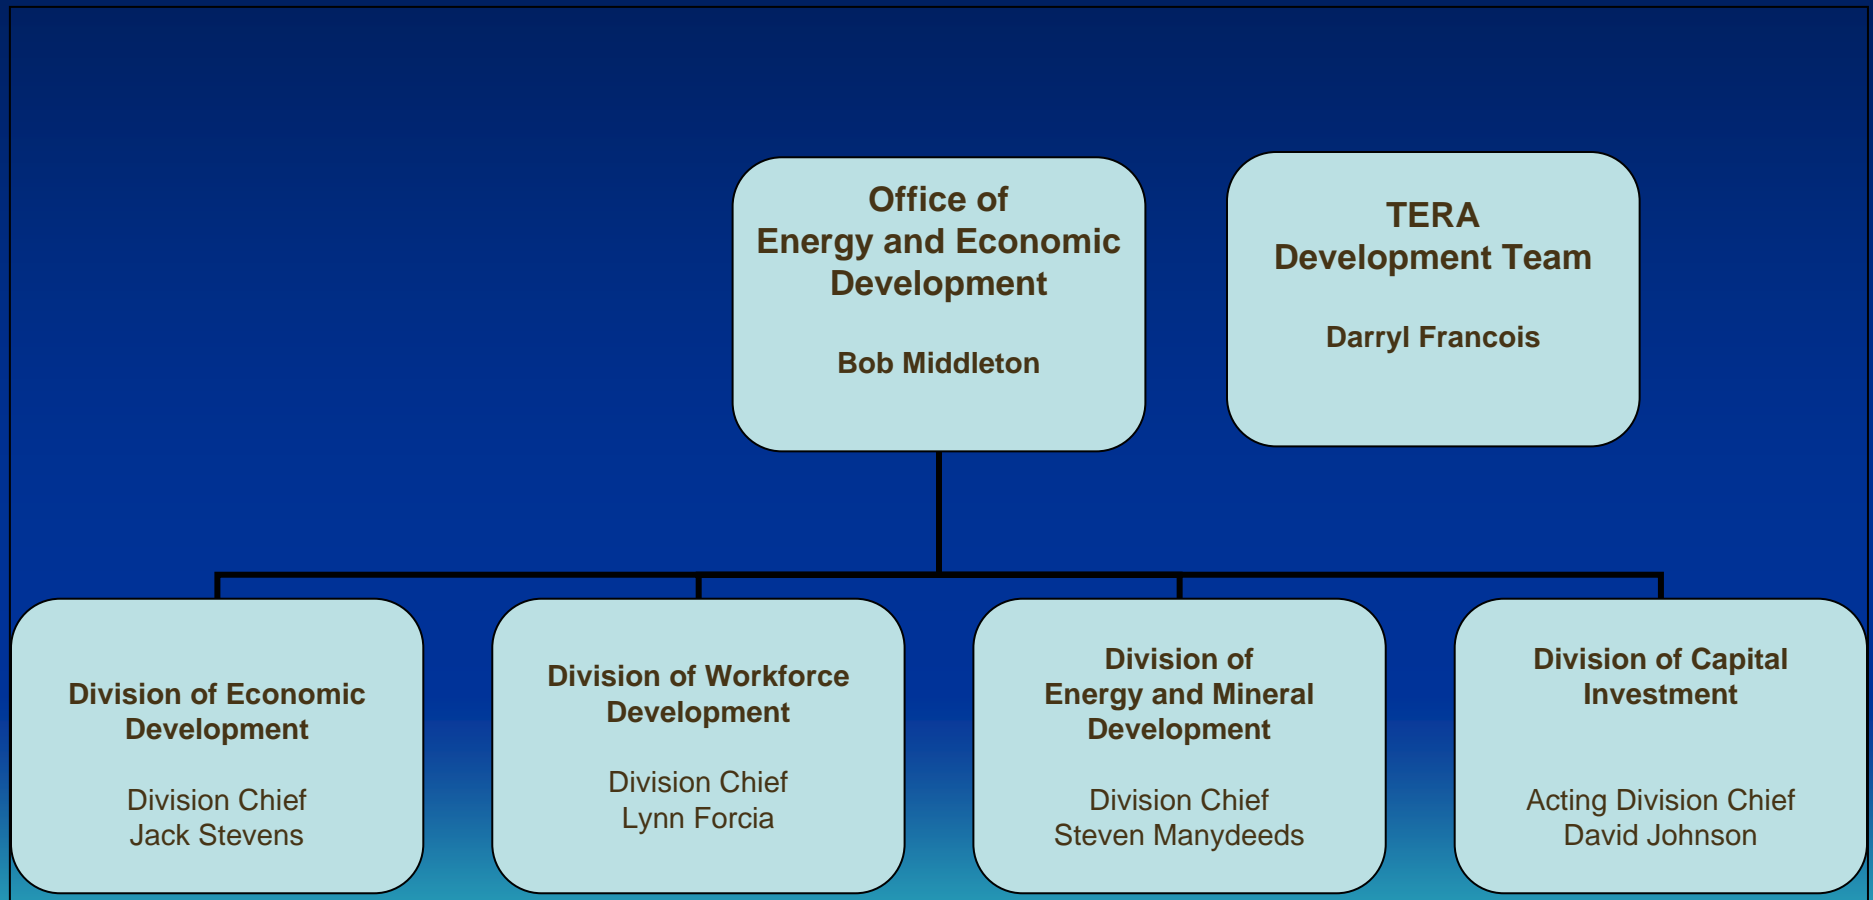 Office of
Energy and Economic
Development
Bob Middleton
TERA
Development Team
Darryl Francois
Division of Economic
Development
Division Chief
Jack Stevens
Division of Workforce
Development
Division Chief
Lynn Forcia
Division of
Energy and Mineral
Development
Division Chief
Steven Manydeeds
Division of Capital
Investment
Acting Division Chief
David Johnson